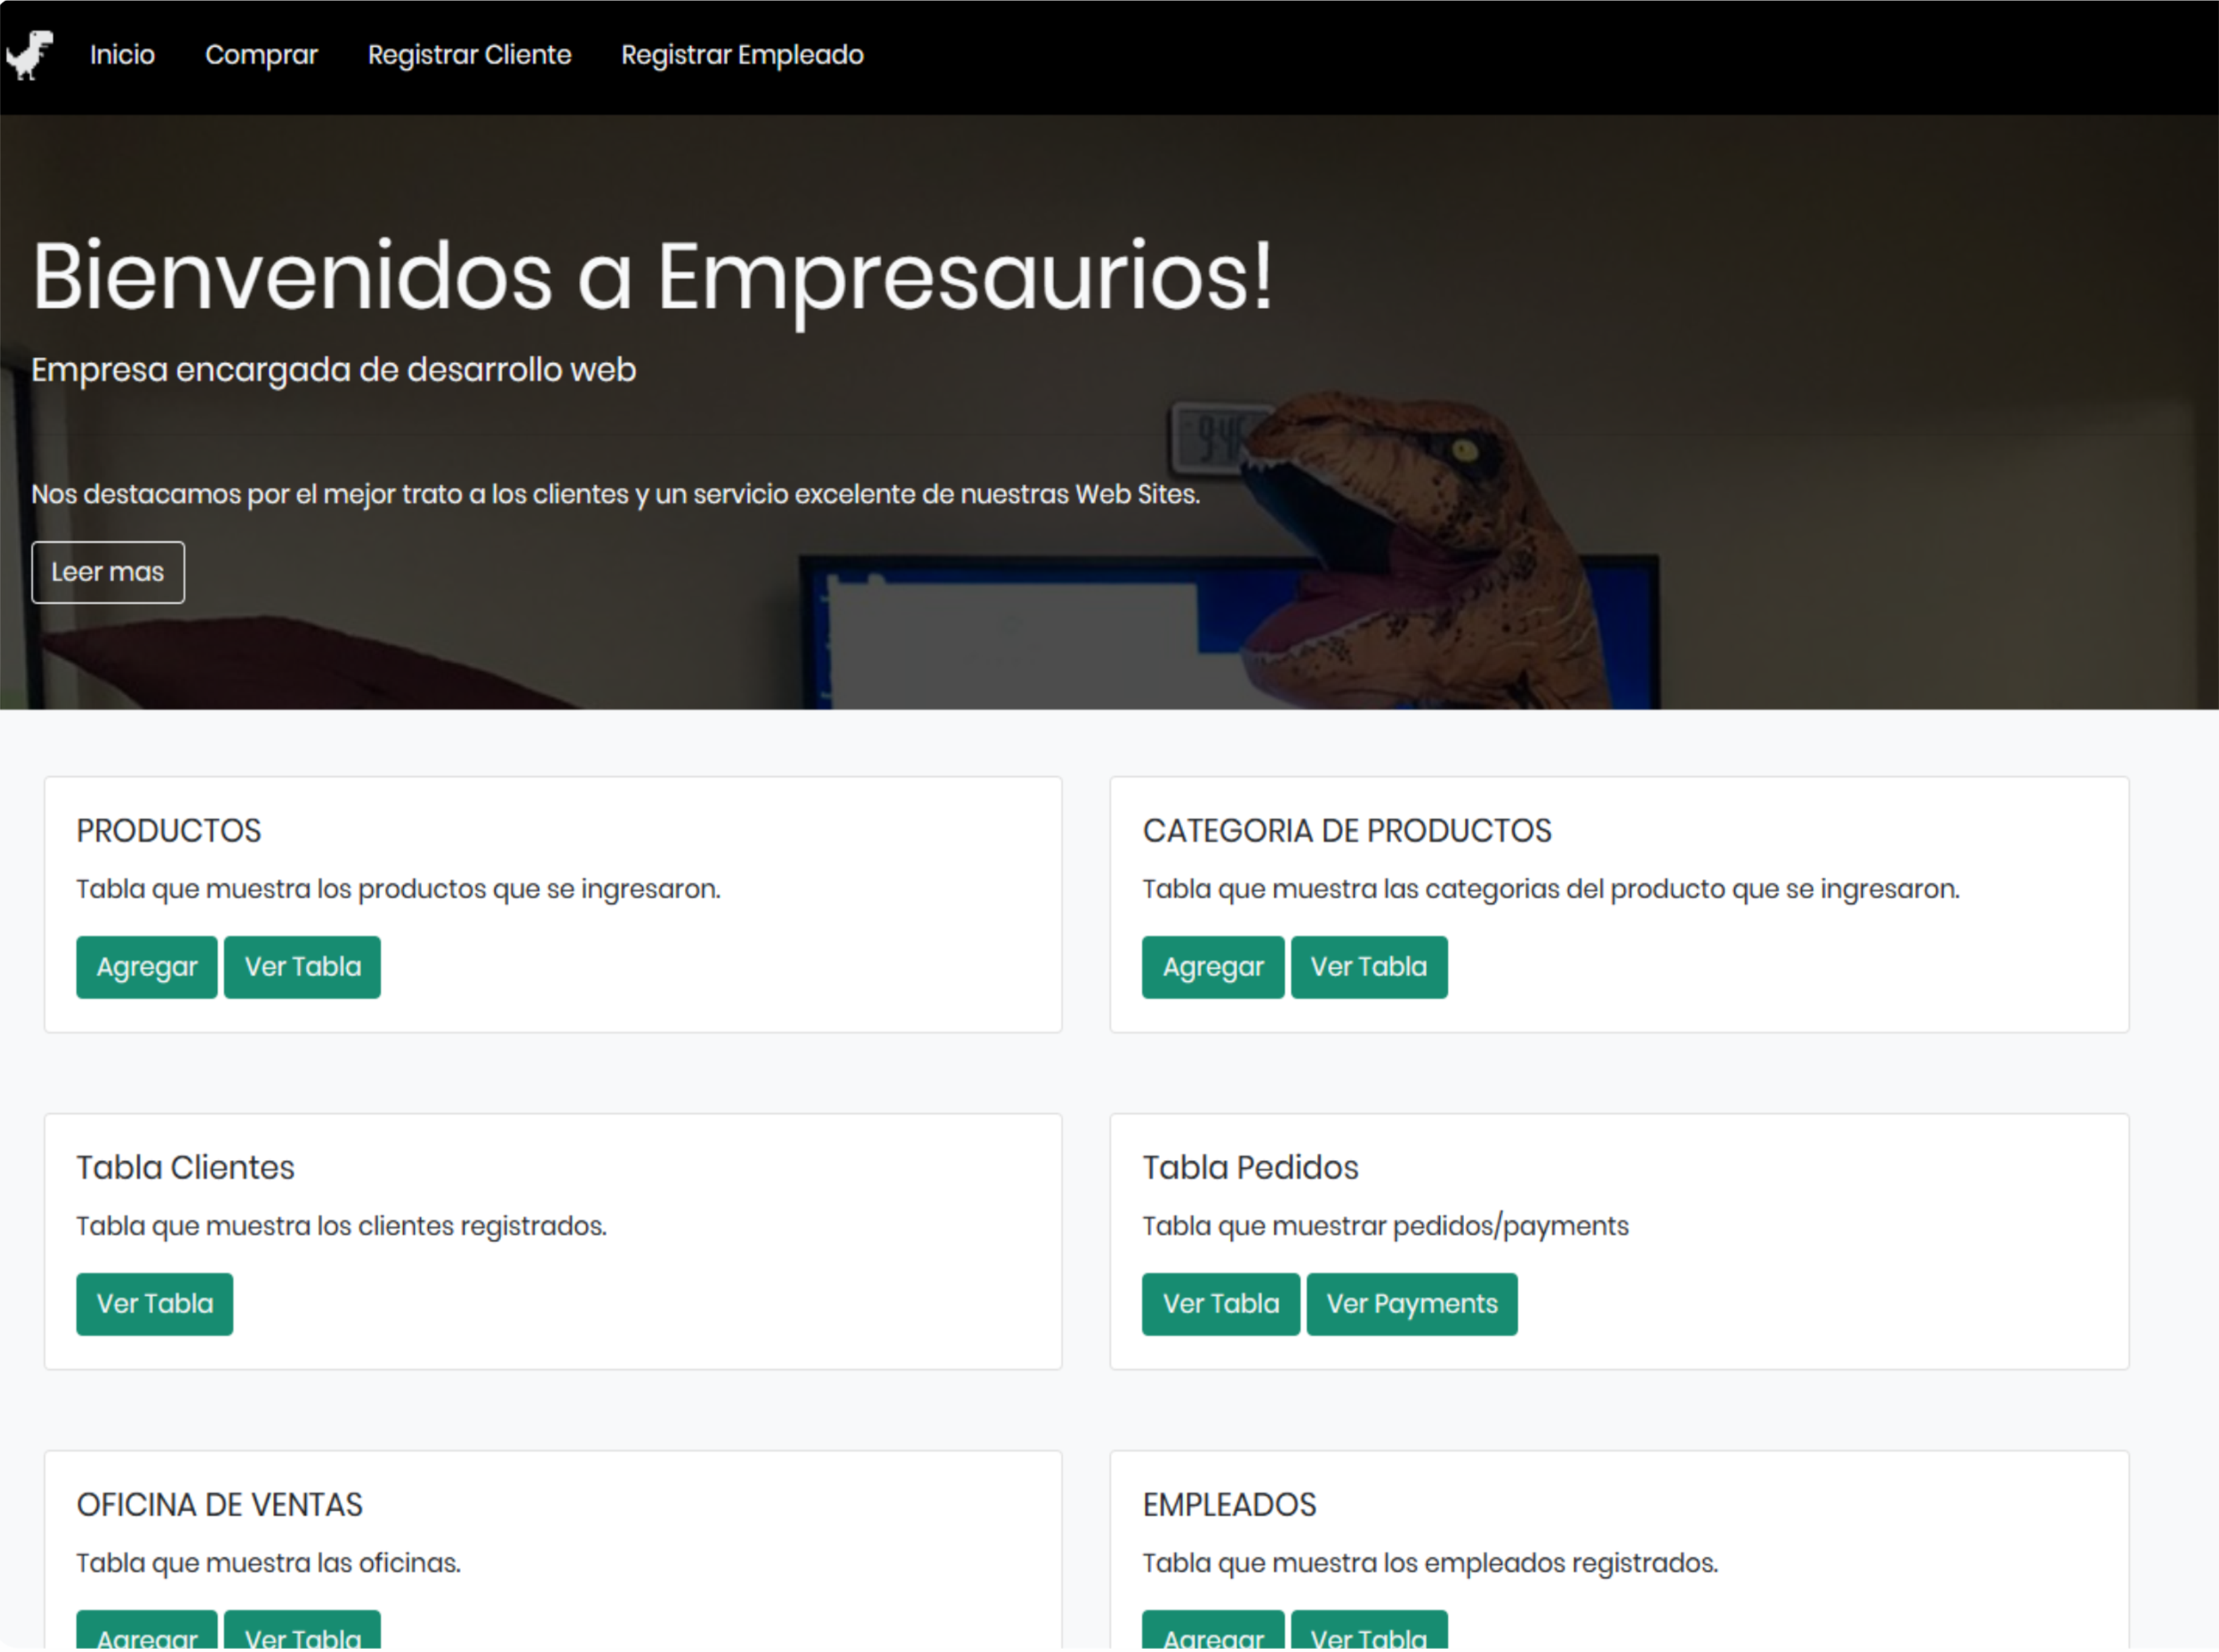 Inicio Comprar Registrar Cliente Registrar Empleado
Bienvenidos a Empresaurios!
Empresa encargada de desarrollo web
Nos destacamos por el mejor trato a los clientes y un servicio excelente de nuestras Web Sites.
Leer mas
PRODUCTOS
Tabla que muestra los productos que se ingresaron.
Agregar Ver Tabla
CATEGORIA DE PRODUCTOS
Tabla que muestra las categorias del producto que se ingresaron.
Agregar Ver Tabla
Tabla Clientes
Tabla que muestra los clientes registrados.
Ver Tabla
Tabla Pedidos
Tabla que muestrar pedidos/payments
Ver Tabla Ver Payments
OFICINA DE VENTAS
Tabla que muestra las oficinas.
Agregar Ver Tabla
EMPLEADOS
Tabla que muestra los empleados registrados.
Agregar Ver Tabla